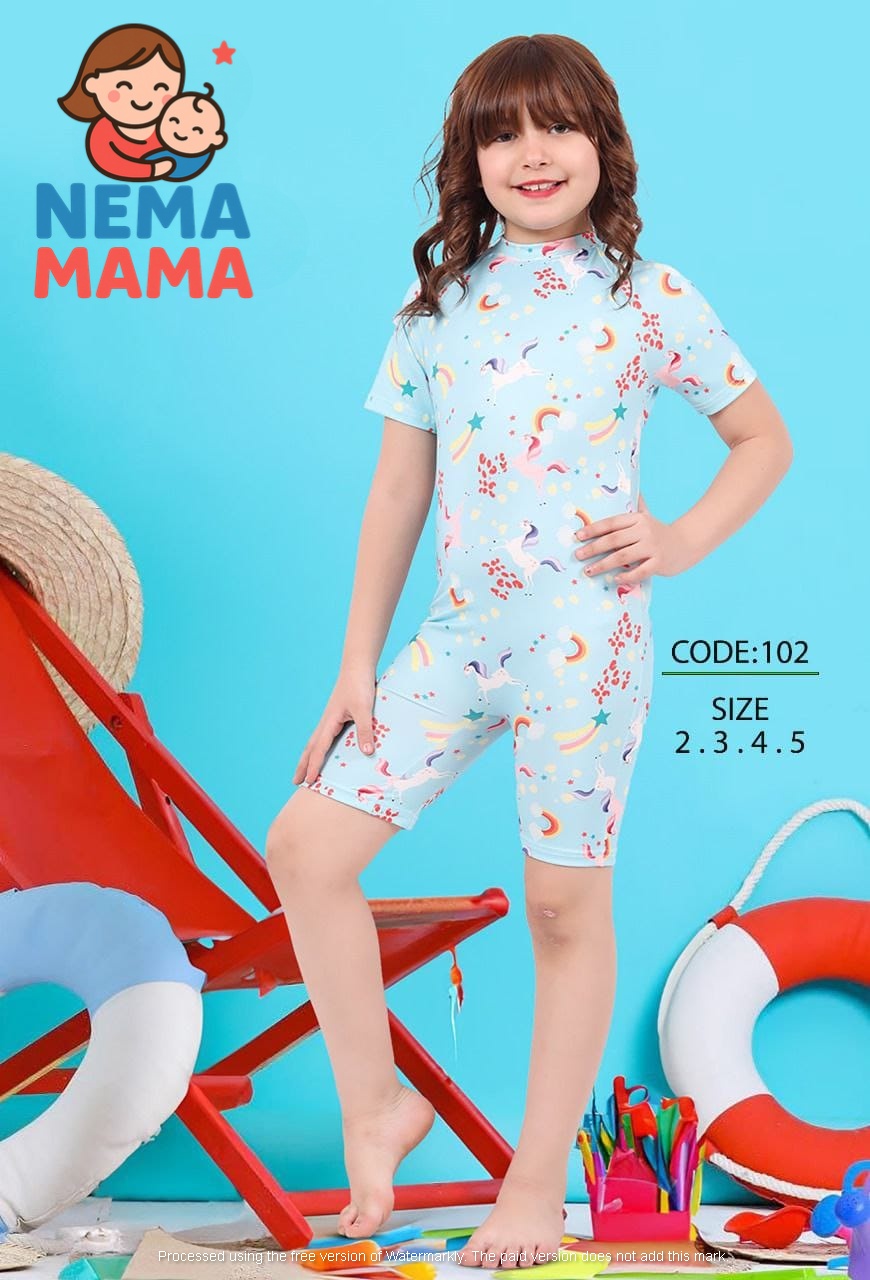 NEMA
MAMA
CODE:102
SIZE
2 . 3 . 4 . 5
Processed using the free version of Watermarkly. The paid version does not add this mark.